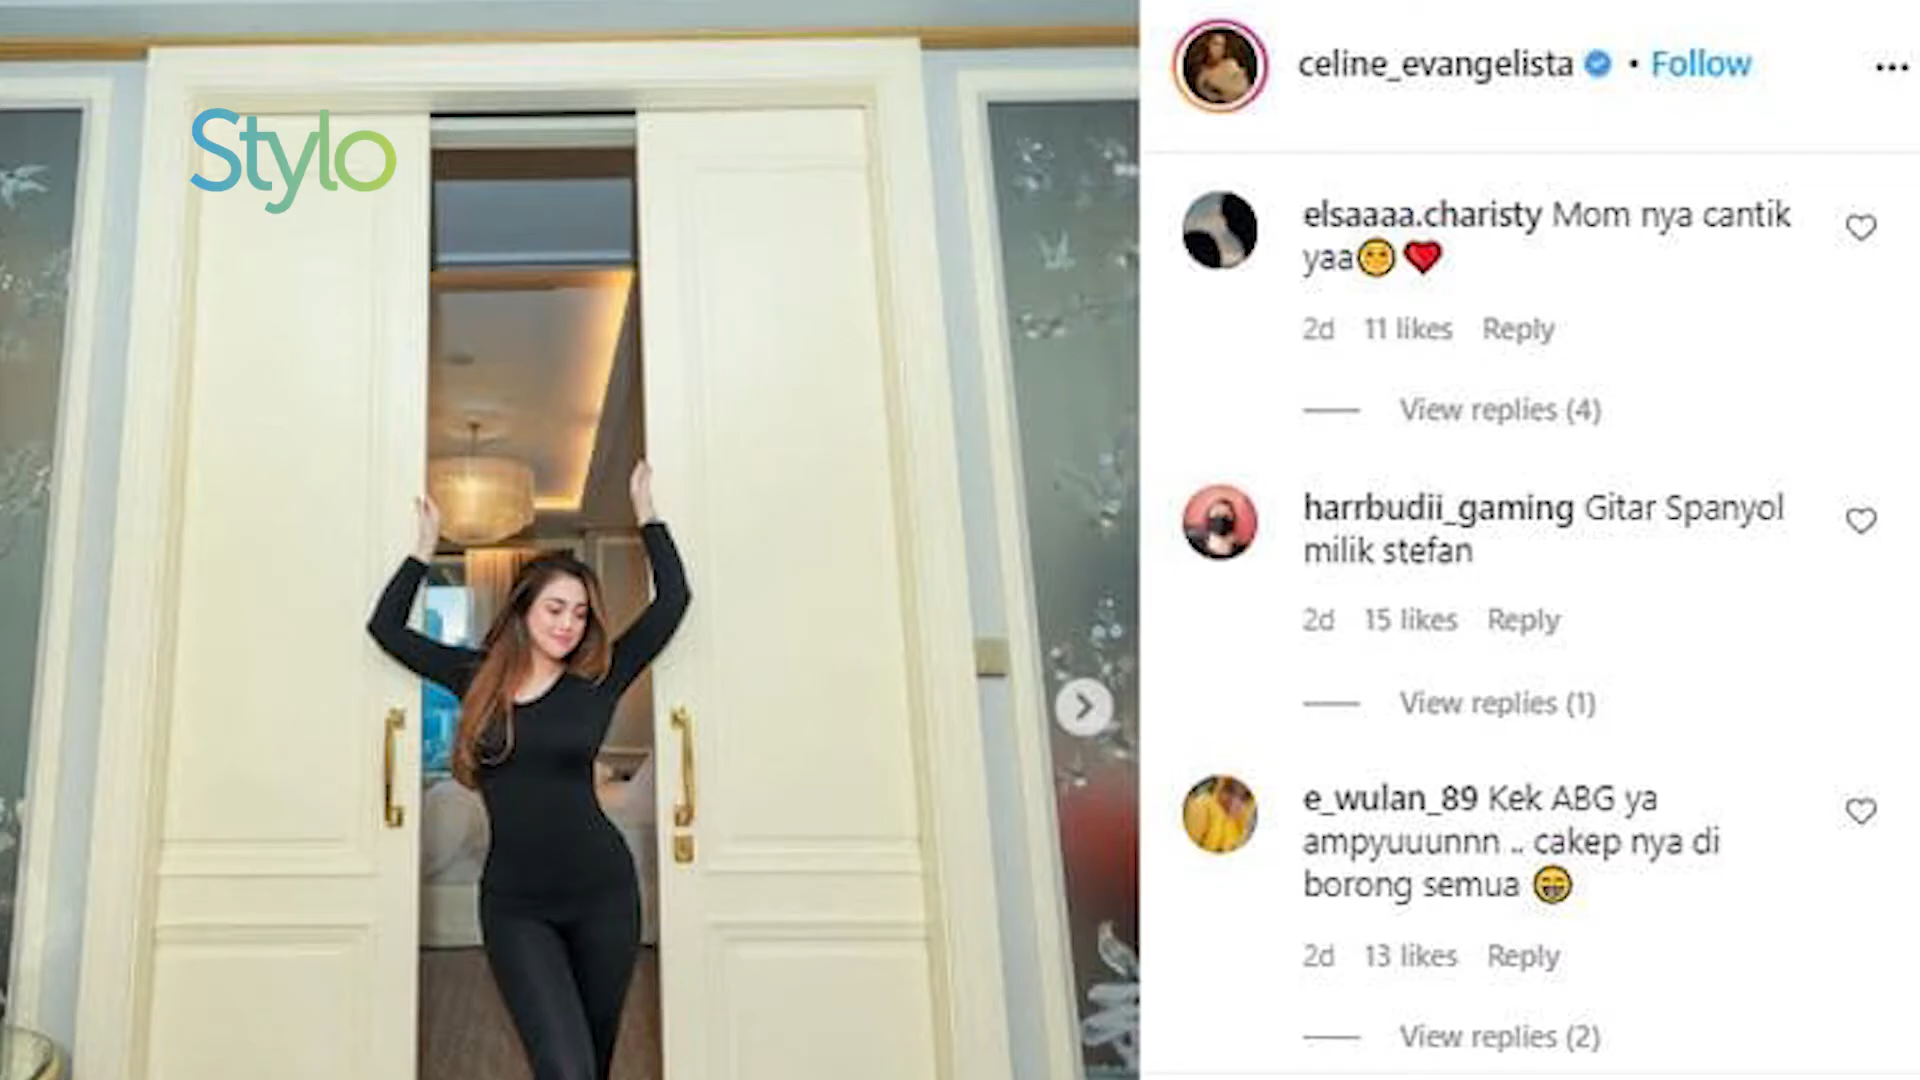 Stylo
celine_evangelista • Follow
elsaaaa.charisty Mom nya cantik
yaa
2d 11 likes Reply
View replies (4)
harrbudii_gaming Gitar Spanyol
milik stefan
2d 15 likes Reply
View replies (1)
e_wulan_89 Kek ABG ya
ampyuuunnn .. cakep nya di
borong semua
2d 13 likes Reply
View replies (2)